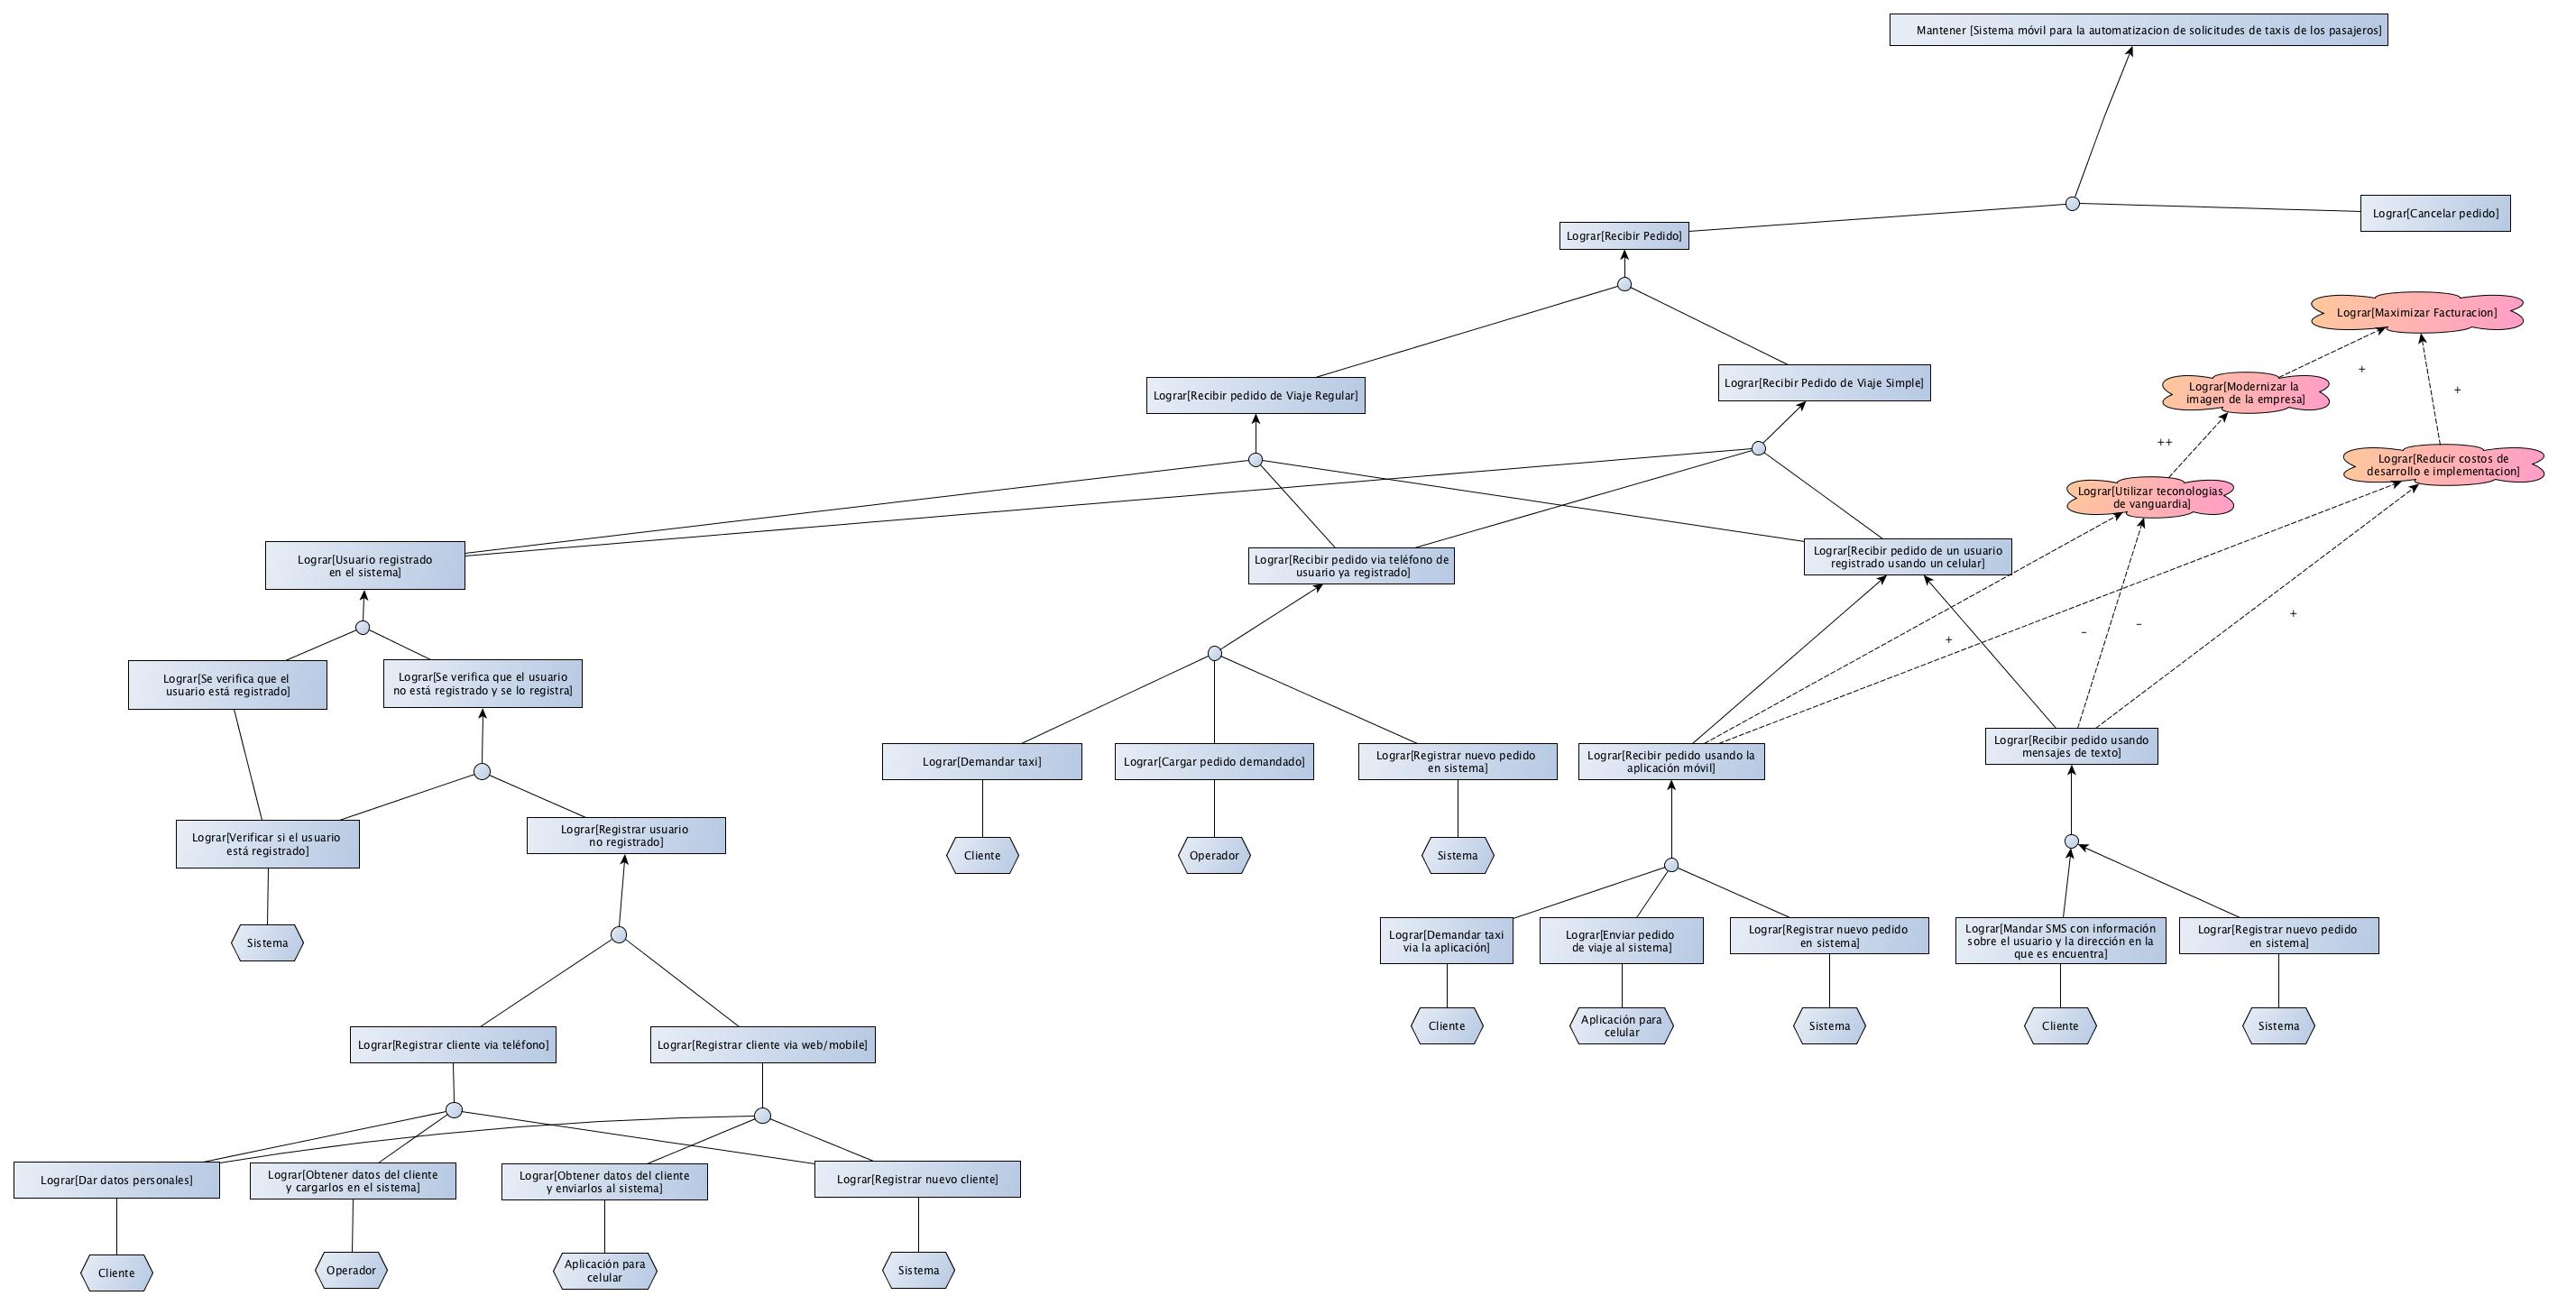 Mantener [Sistema móvil para la automatizacion de solicitudes de taxis de los pasajeros]
Lograr[Cancelar pedido]
Lograr[Recibir Pedido]
Lograr[Maximizar Facturacion]
+
+
Lograr[Modernizar la
imagen de la empresa]
Lograr[Recibir Pedido de Viaje Simple]
Lograr[Recibir pedido de Viaje Regular]
++
Lograr[Reducir costos de
desarrollo e implementacion]
Lograr[Utilizar teconologias
de vanguardia]
Lograr[Usuario registrado
en el sistema]
Lograr[Recibir pedido via teléfono de
usuario ya registrado]
Lograr[Recibir pedido de un usuario
registrado usando un celular]
+
-
-
+
Lograr[Se verifica que el
usuario está registrado]
Lograr[Se verifica que el usuario
no está registrado y se lo registra]
Lograr[Demandar taxi]
Lograr[Cargar pedido demandado]
Lograr[Registrar nuevo pedido
en sistema]
Lograr[Recibir pedido usando la
aplicación móvil]
Lograr[Recibir pedido usando
mensajes de texto]
Lograr[Verificar si el usuario
está registrado]
Lograr[Registrar usuario
no registrado]
Cliente
Operador
Sistema
Sistema
Lograr[Demandar taxi
via la aplicación]
Lograr[Enviar pedido
de viaje al sistema]
Lograr[Registrar nuevo pedido
en sistema]
Lograr[Mandar SMS con información
sobre el usuario y la dirección en la
que es encuentra]
Lograr[Registrar nuevo pedido
en sistema]
Cliente
Aplicación para
celular
Sistema
Cliente
Sistema
Lograr[Registrar cliente via teléfono]
Lograr[Registrar cliente via web/mobile]
Lograr[Dar datos personales]
Lograr[Obtener datos del cliente
y cargarlos en el sistema]
Lograr[Obtener datos del cliente
y enviarlos al sistema]
Lograr[Registrar nuevo cliente]
Cliente
Operador
Aplicación para
celular
Sistema